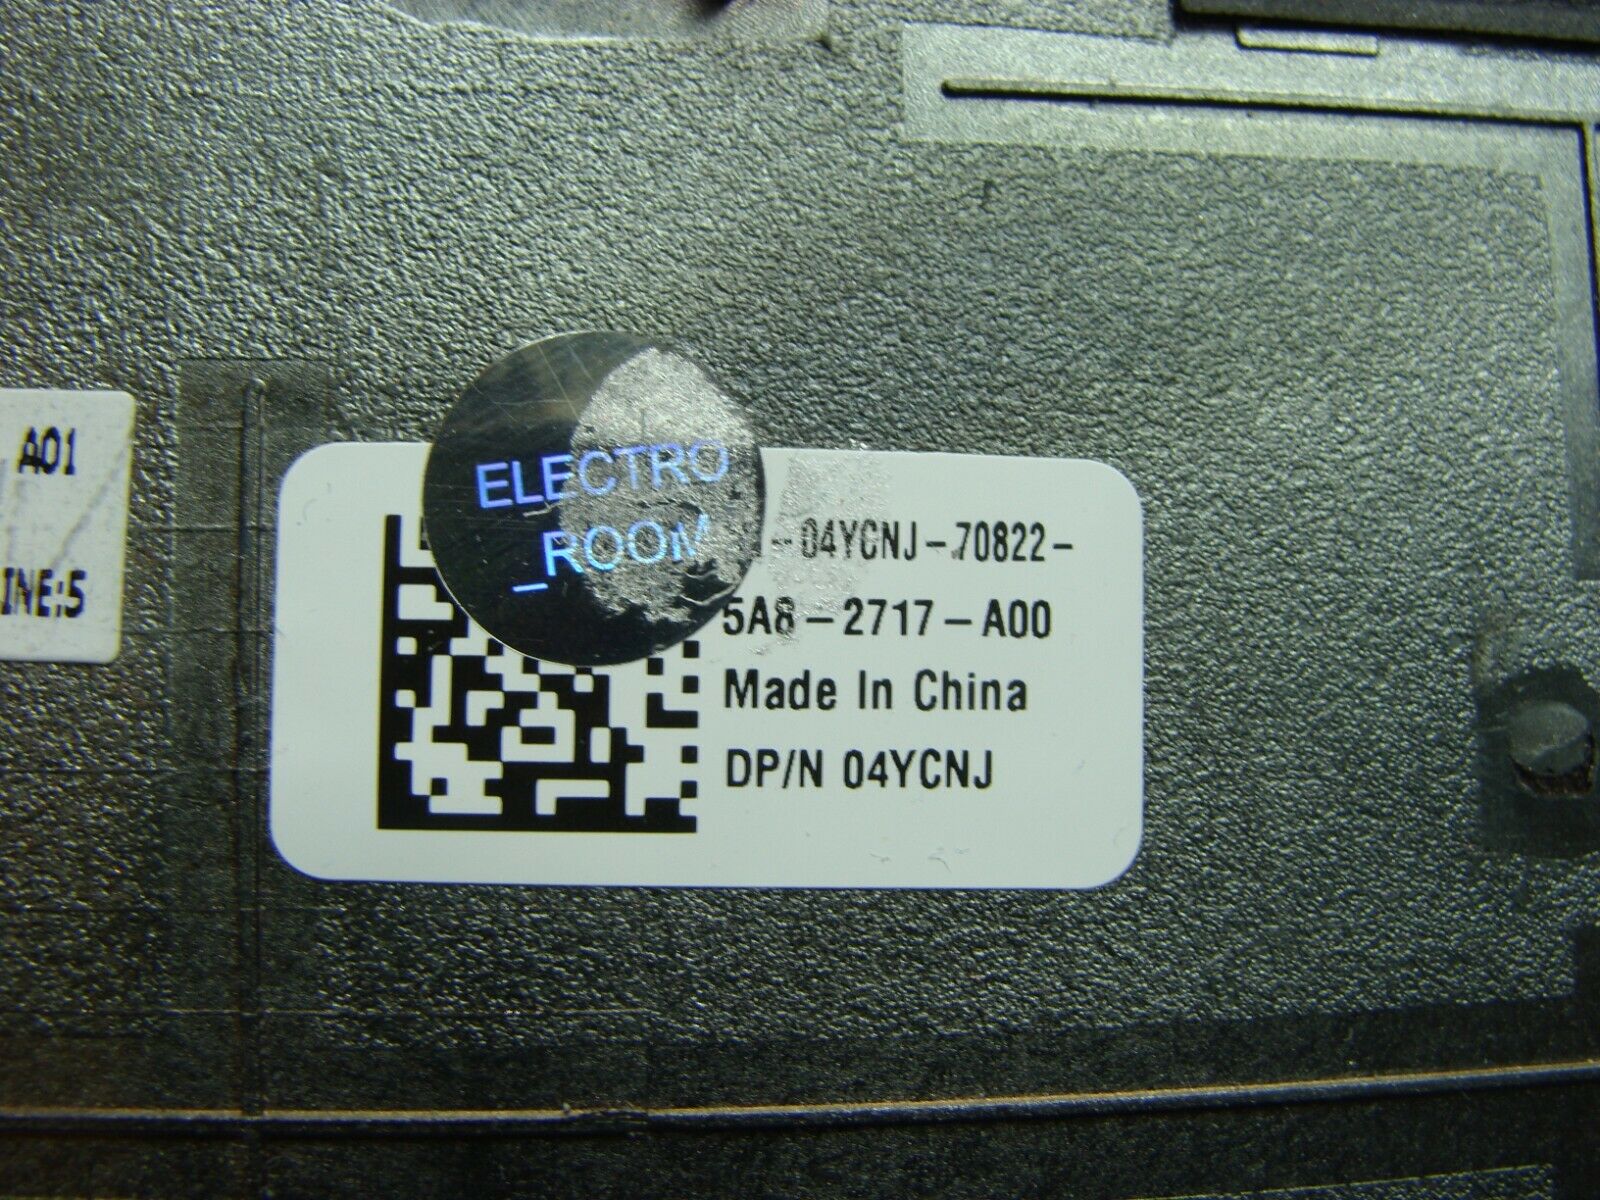 A01
INE:5
ELECTRO
_ROOM
- 04YCNJ - 70822 -
5A8 - 2717 - A00
Made In China
DP/N 04YCNJ